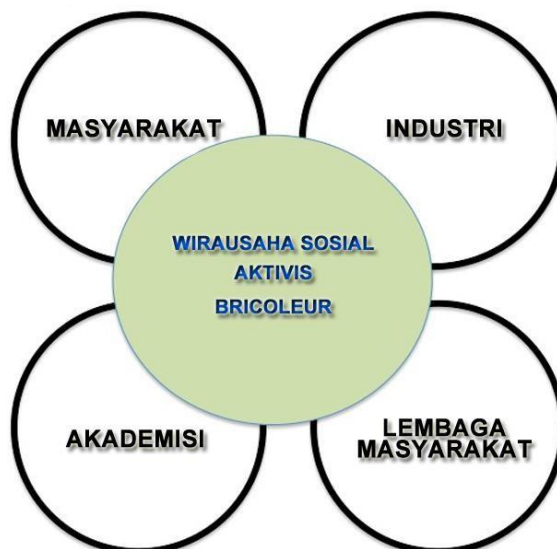 MASYARAKAT
INDUSTRI
WIRAUSAHA SOSIAL
AKTIVIS
BRICOLEUR
AKADEMISI
LEMBAGA
MASYARAKAT